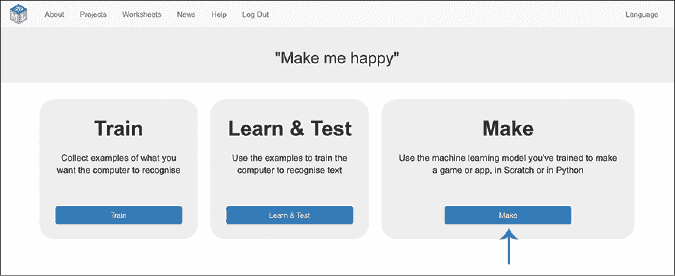 About Projects Worksheets News Help Log Out Language
"Make me happy"
Train
Collect examples of what you
want the computer to recognise
Train
Learn & Test
Use the examples to train the
computer to recognise text
Learn & Test
Make
Use the machine learning model you've trained to make
a game or app, in Scratch or in Python
Make